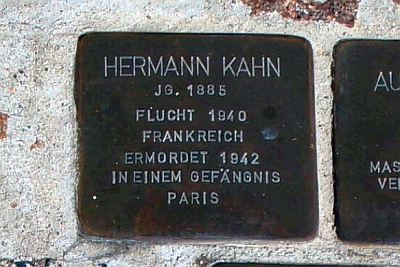 HERMANN KAHN
JG. 1885
FLUCHT 1940
FRANKREICH
ERMORDET 1942
IN EINEM GEFÄNGNIS
PARIS